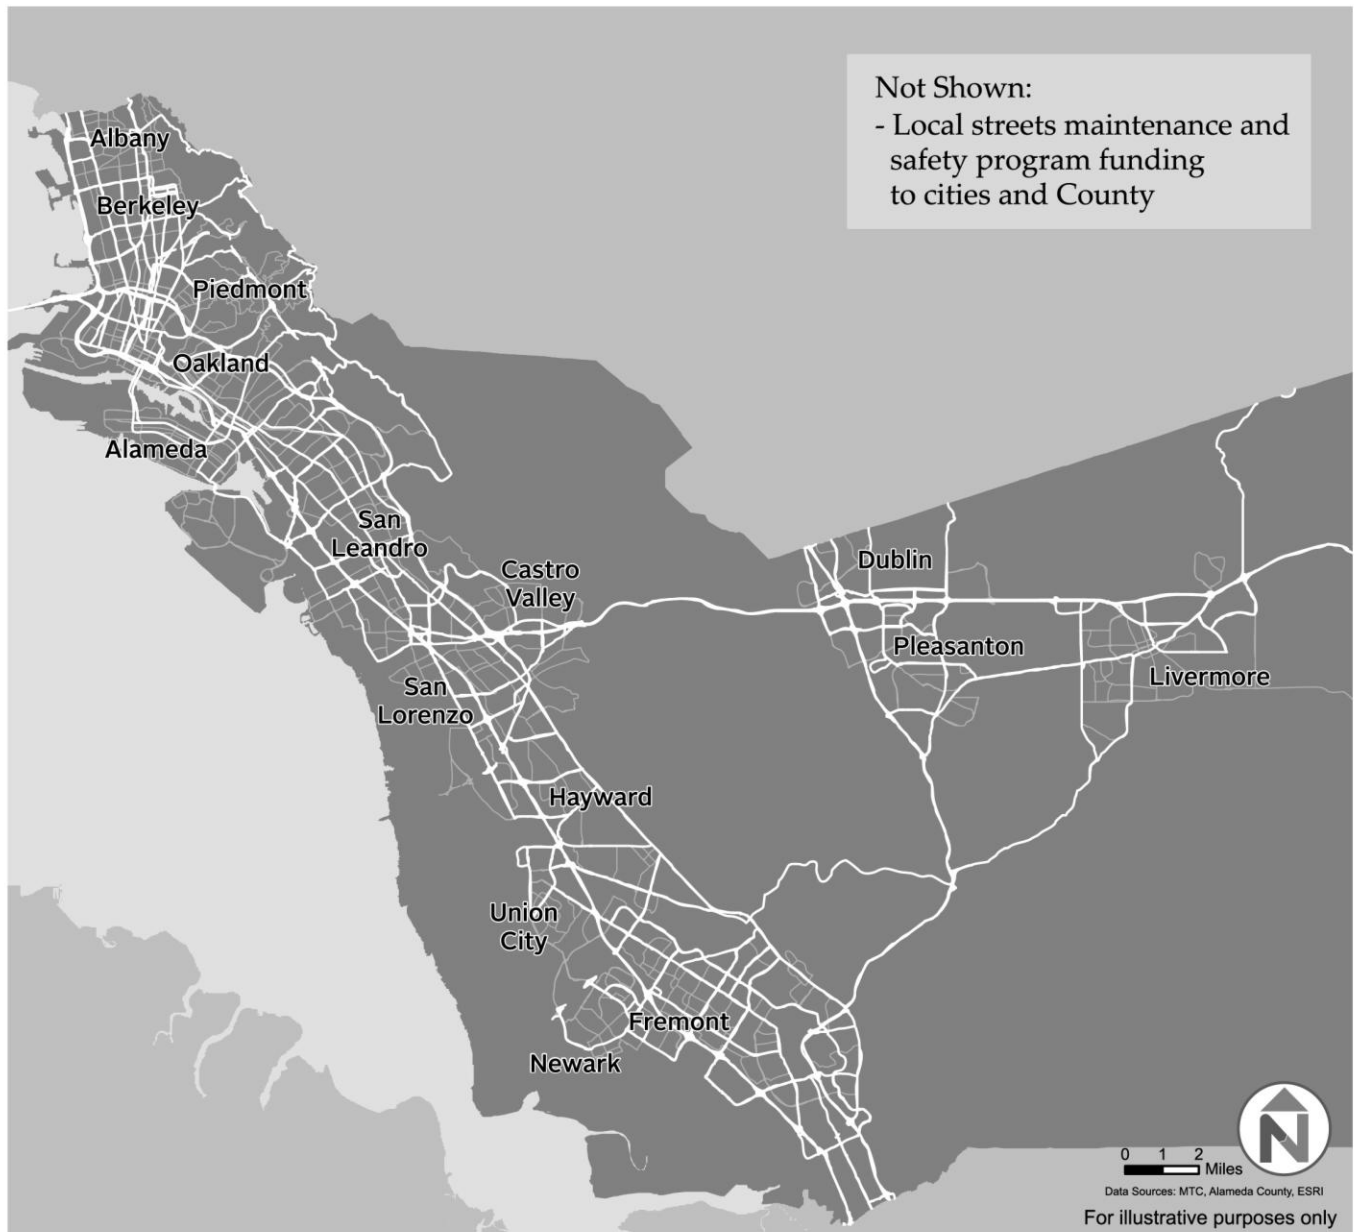 Not Shown:
- Local streets maintenance and
safety program funding
to cities and County
Albany
Berkeley
Piedmont
Oakland
Alameda
San
Leandro
Castro
Valley
Dublin
Pleasanton
Livermore
San
Lorenzo
Hayward
Union
City
Fremont
Newark
N
0 1 2
Miles
Data Sources: MTC, Alameda County, ESRI
For illustrative purposes only